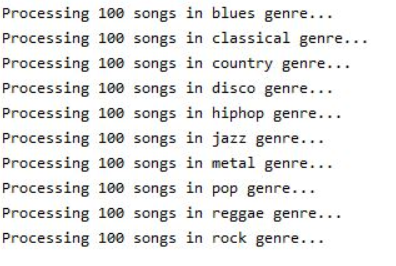 Processing 100 songs in blues genre...
Processing 100 songs in classical genre...
Processing 100 songs in country genre...
Processing 100 songs in disco genre...
Processing 100 songs in hiphop genre...
Processing 100 songs in jazz genre...
Processing 100 songs in metal genre...
Processing 100 songs in pop genre...
Processing 100 songs in reggae genre...
Processing 100 songs in rock genre...